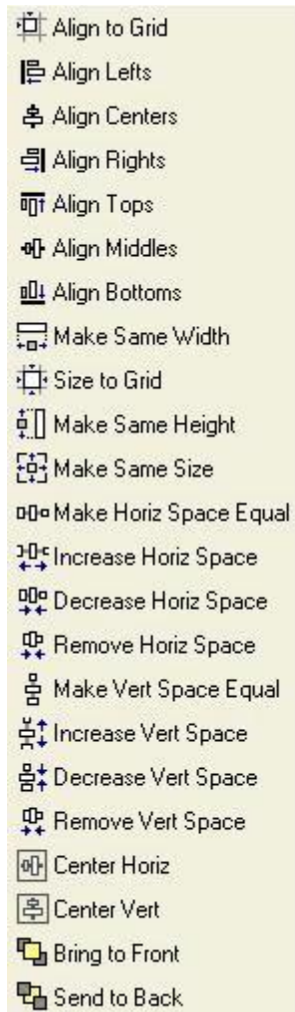 Align to Grid
Align Lefts
Align Centers
Align Rights
Align Tops
Align Middles
Align Bottoms
Make Same Width
Size to Grid
Make Same Height
Make Same Size
Make Horiz Space Equal
Increase Horiz Space
Decrease Horiz Space
Remove Horiz Space
Make Vert Space Equal
Increase Vert Space
Decrease Vert Space
Remove Vert Space
Center Horiz
Center Vert
Bring to Front
Send to Back